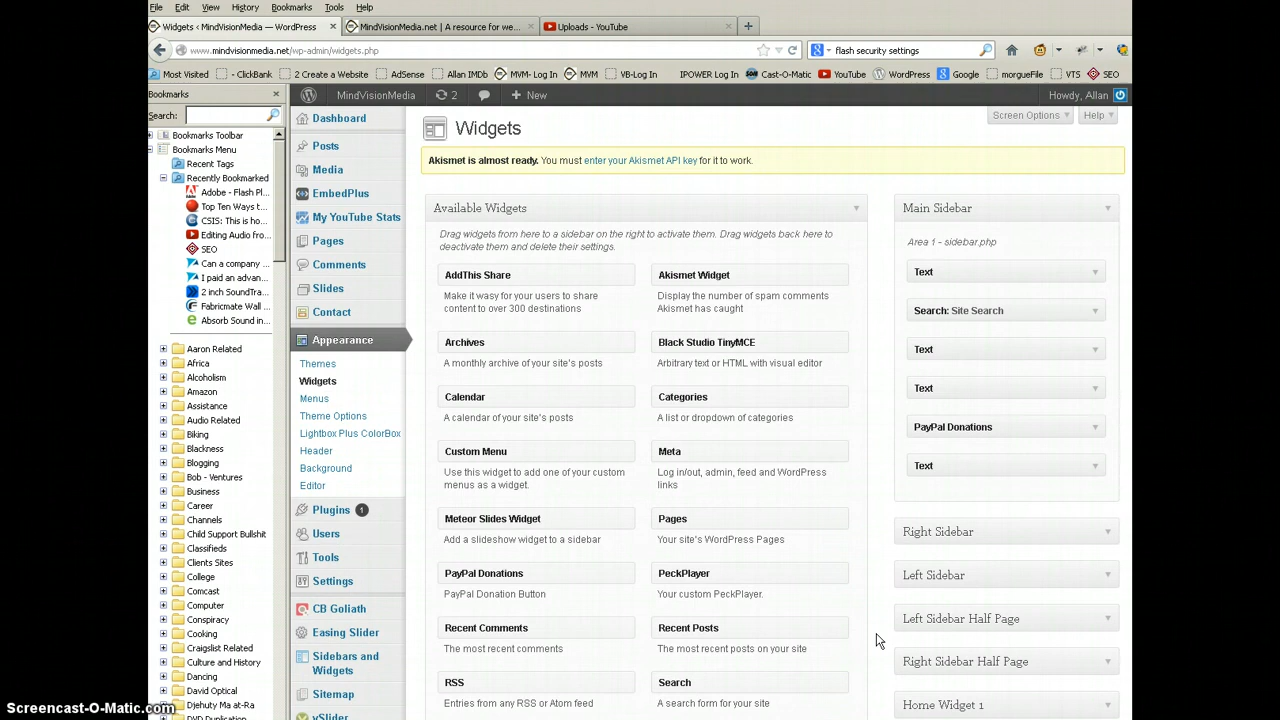 File Edit View History Bookmarks Tools Help
Widgets ‹ MindVisionMedia — WordPress
MindVisionMedia.net | A resource for we...
Uploads - YouTube
www.mindvisionmedia.net/wp-admin/widgets.php
flash security settings
Most Visited - ClickBank 2 Create a Website AdSense Allan IMDb MVM- Log In MVM VB-Log In IPOWER Log In Cast-O-Matic YouTube WordPress Google morgueFile VTS SEO
Bookmarks
Search:
Bookmarks Toolbar
Bookmarks Menu
Recent Tags
Recently Bookmarked
Adobe - Flash Pl...
Top Ten Ways t...
CSIS: This is ho...
Editing Audio fro...
SEO
Can a company ...
I paid an advan...
2 inch SoundTra...
Fabricmate Wall ...
Absorb Sound in...
Aaron Related
Africa
Alcoholism
Amazon
Assistance
Audio Related
Biking
Blackness
Blogging
Bob - Ventures
Business
Career
Channels
Child Support Bullshit
Classifieds
Clients Sites
College
Comcast
Computer
Conspiracy
Cooking
Craigslist Related
Culture and History
Dancing
David Optical
Djehuty Ma at-Ra
DVD Duplication
MindVisionMedia 2 + New
Howdy, Allan
Dashboard
Posts
Media
EmbedPlus
My YouTube Stats
Pages
Comments
Slides
Contact
Appearance
Themes
Widgets
Menus
Theme Options
Lightbox Plus ColorBox
Header
Background
Editor
Plugins 1
Users
Tools
Settings
CB Goliath
Easing Slider
Sidebars and
Widgets
Sitemap
vSlider
Screen Options Help
Widgets
Akismet is almost ready. You must enter your Akismet API key for it to work.
Available Widgets
Drag widgets from here to a sidebar on the right to activate them. Drag widgets back here to
deactivate them and delete their settings.
AddThis Share
Make it wasy for your users to share
content to over 300 destinations
Akismet Widget
Display the number of spam comments
Akismet has caught
Archives
A monthly archive of your site's posts
Black Studio TinyMCE
Arbitrary text or HTML with visual editor
Calendar
A calendar of your site's posts
Categories
A list or dropdown of categories
Custom Menu
Use this widget to add one of your custom
menus as a widget.
Meta
Log in/out, admin, feed and WordPress
links
Meteor Slides Widget
Add a slideshow widget to a sidebar
Pages
Your site's WordPress Pages
PayPal Donations
PayPal Donation Button
PeckPlayer
Your custom PeckPlayer.
Recent Comments
The most recent comments
Recent Posts
The most recent posts on your site
RSS
Entries from any RSS or Atom feed
Search
A search form for your site
Main Sidebar
Area 1 - sidebar.php
Text
Search: Site Search
Text
Text
PayPal Donations
Text
Right Sidebar
Left Sidebar
Left Sidebar Half Page
Right Sidebar Half Page
Home Widget 1
Screencast-O-Matic.com